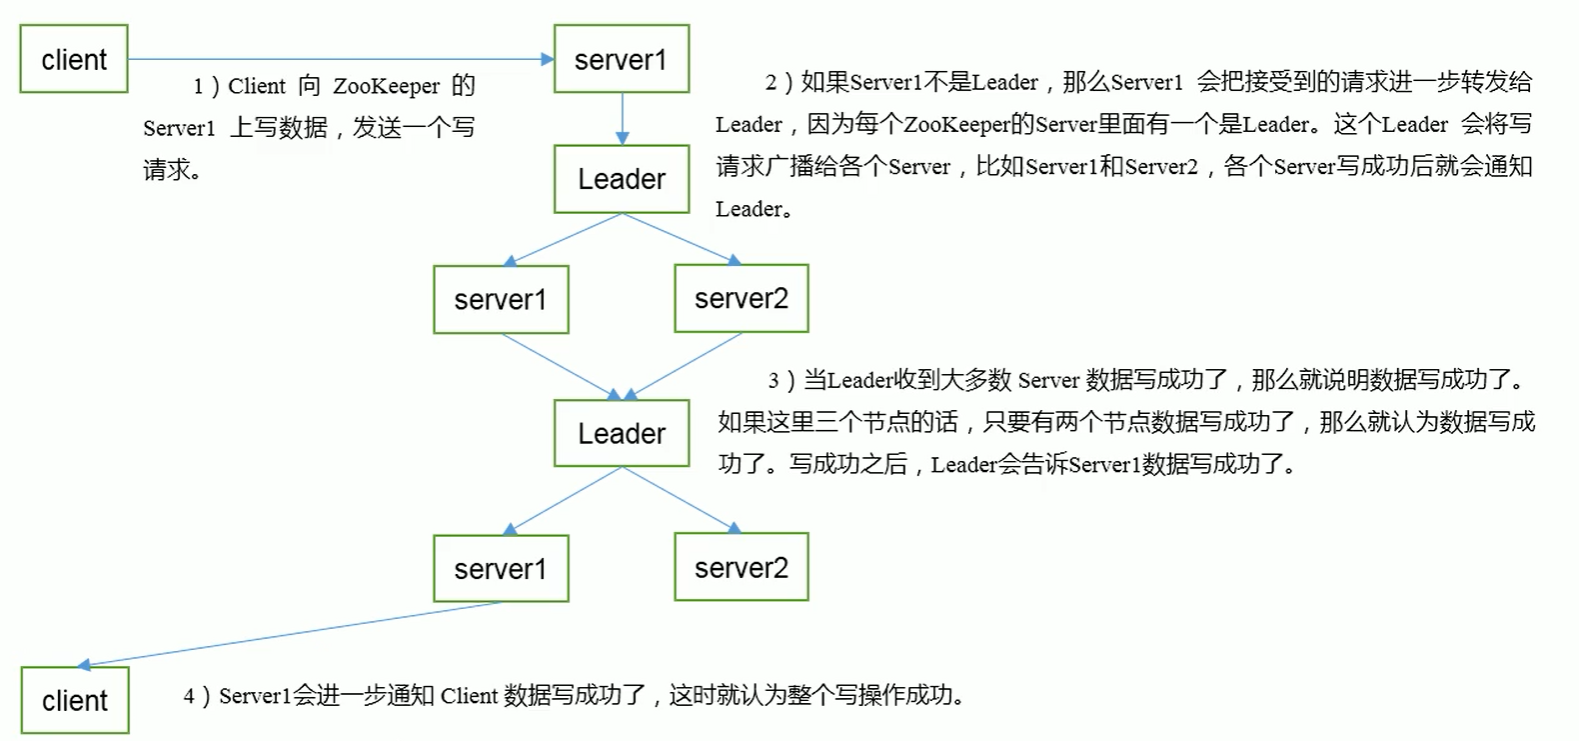 client
server1
1）Client 向 ZooKeeper 的
Server1 上写数据，发送一个写
请求。
2）如果Server1不是Leader，那么Server1 会把接受到的请求进一步转发给
Leader，因为每个ZooKeeper的Server里面有一个是Leader。这个Leader 会将写
请求广播给各个Server，比如Server1和Server2，各个Server写成功后就会通知
Leader。
Leader
server1
server2
3）当Leader收到大多数 Server 数据写成功了，那么就说明数据写成功了。
如果这里三个节点的话，只要有两个节点数据写成功了，那么就认为数据写成
功了。写成功之后，Leader会告诉Server1数据写成功了。
Leader
server1
server2
client
4）Server1会进一步通知 Client 数据写成功了，这时就认为整个写操作成功。